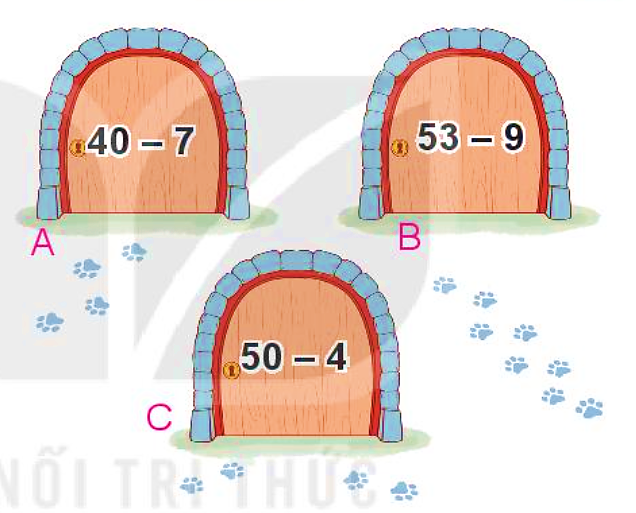 40 – 7
53 – 9
A
B
50 – 4
C
NỐI TRI THỨC